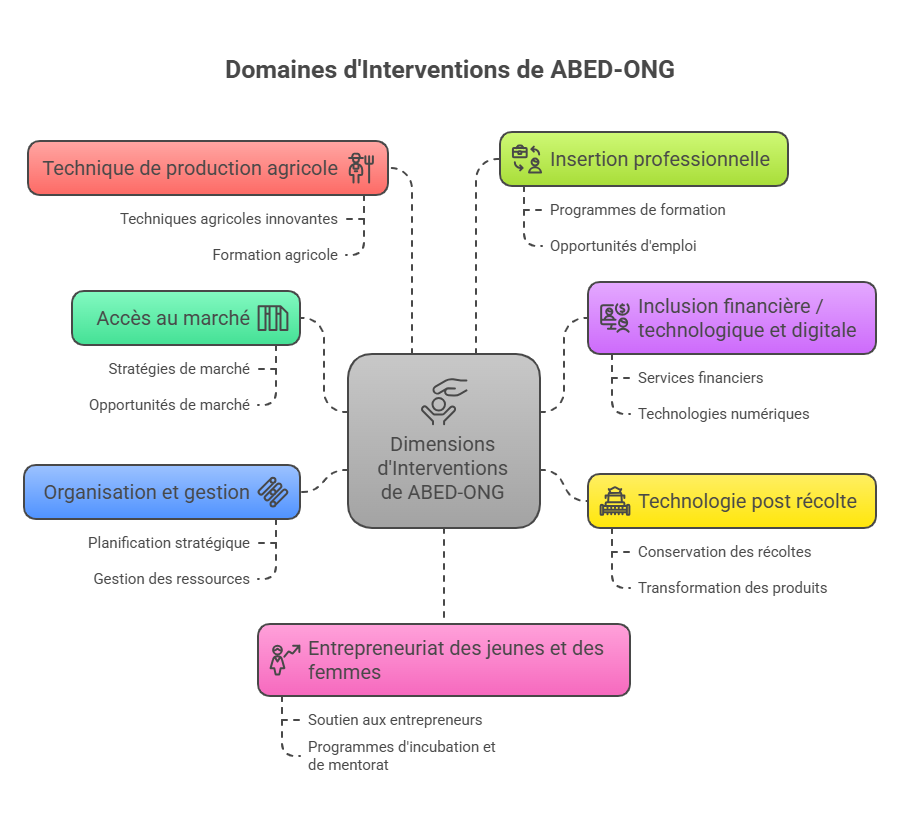 Domaines d'Interventions de ABED-ONG
Technique de production agricole
Techniques agricoles innovantes
Formation agricole
Insertion professionnelle
Programmes de formation
Opportunités d'emploi
Accès au marché
Stratégies de marché
Opportunités de marché
Inclusion financière /
technologique et digitale
Services financiers
Technologies numériques
Dimensions
d'Interventions
de ABED-ONG
Organisation et gestion
Planification stratégique
Gestion des ressources
Technologie post récolte
Conservation des récoltes
Transformation des produits
Entrepreneuriat des jeunes et des
femmes
Soutien aux entrepreneurs
Programmes d'incubation et
de mentorat